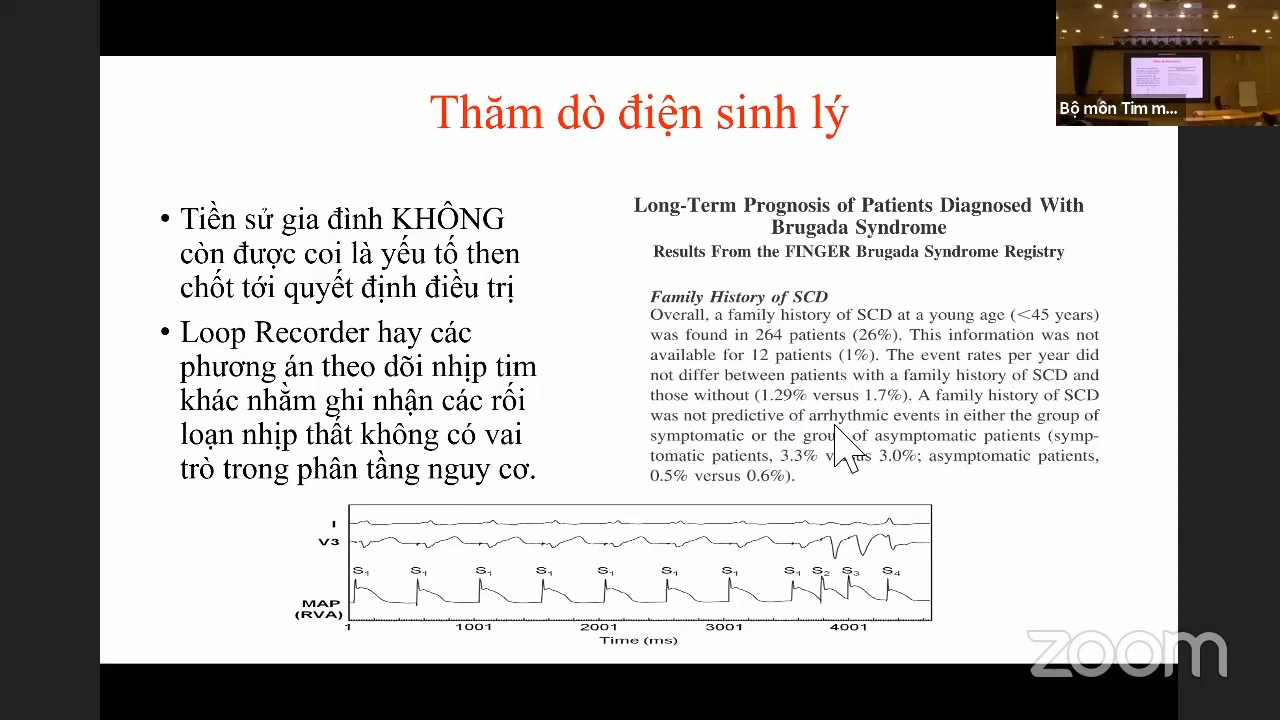 Thăm dò điện sinh lý
Bộ môn Tim m...
• Tiền sử gia đình KHÔNG
còn được coi là yếu tố then
chốt tới quyết định điều trị
• Loop Recorder hay các
phương án theo dõi nhịp tim
khác nhằm ghi nhận các rối
loạn nhịp thất không có vai
trò trong phân tầng nguy cơ.
Long-Term Prognosis of Patients Diagnosed With
Brugada Syndrome
Results From the FINGER Brugada Syndrome Registry
Family History of SCD
Overall, a family history of SCD at a young age (<45 years)
was found in 264 patients (26%). This information was not
available for 12 patients (1%). The event rates per year did
not differ between patients with a family history of SCD and
those without (1.29% versus 1.7%). A family history of SCD
was not predictive of arrhythmic events in either the group of
symptomatic or the group of asymptomatic patients (symp-
tomatic patients, 3.3% versus 3.0%; asymptomatic patients,
0.5% versus 0.6%).
I
V3
S1 S1 S1 S1 S1 S1 S1 S1 S2 S3 S4
MAP
(RVA)
1 1001 2001 3001 4001
Time (ms)
zoom